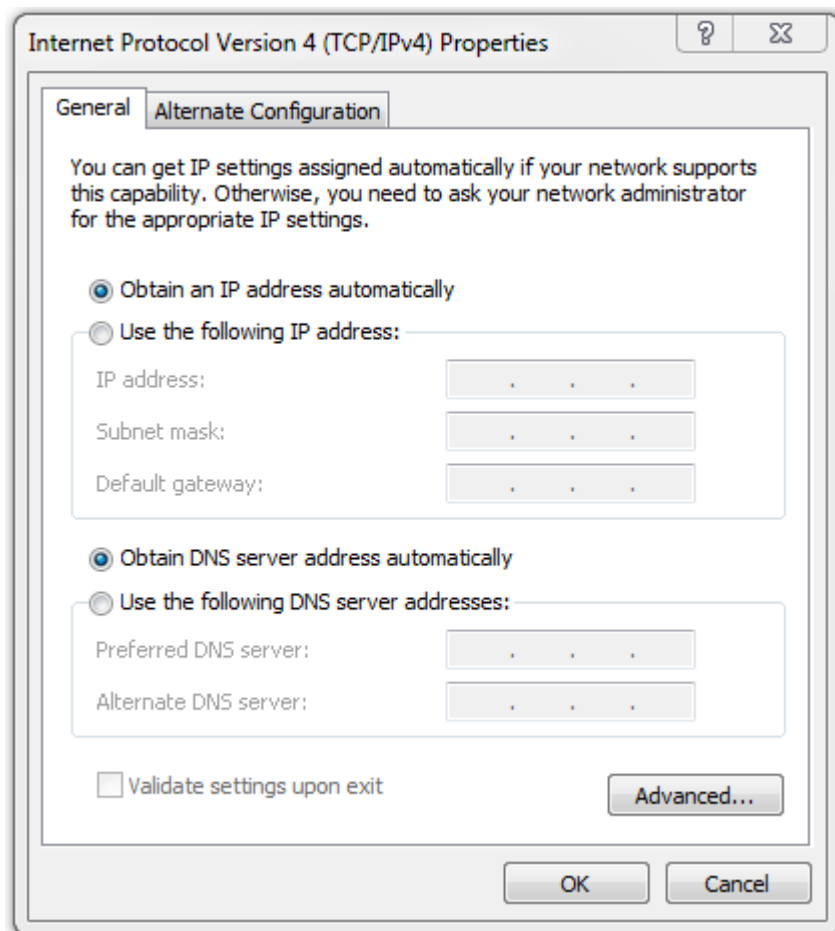 Internet Protocol Version 4 (TCP/IPv4) Properties
General
Alternate Configuration
You can get IP settings assigned automatically if your network supports
this capability. Otherwise, you need to ask your network administrator
for the appropriate IP settings.
Obtain an IP address automatically
Use the following IP address:
IP address:
Subnet mask:
Default gateway:
Obtain DNS server address automatically
Use the following DNS server addresses:
Preferred DNS server:
Alternate DNS server:
Validate settings upon exit
Advanced...
OK
Cancel